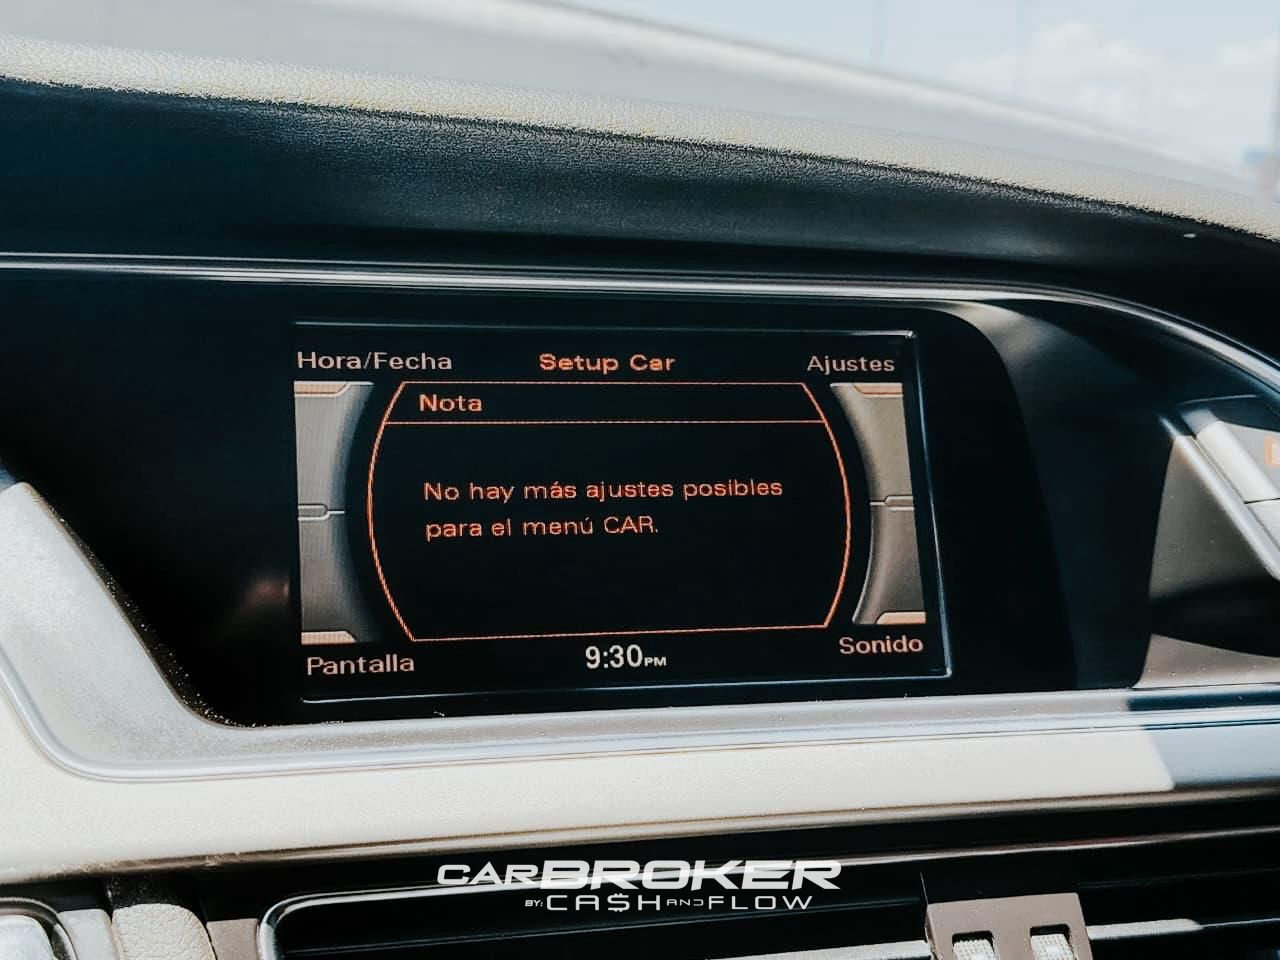 Hora/Fecha Setup Car Ajustes
Nota
No hay más ajustes posibles
para el menú CAR.
Pantalla 9:30PM Sonido
CARBROKER
BY: CA$H AND FLOW